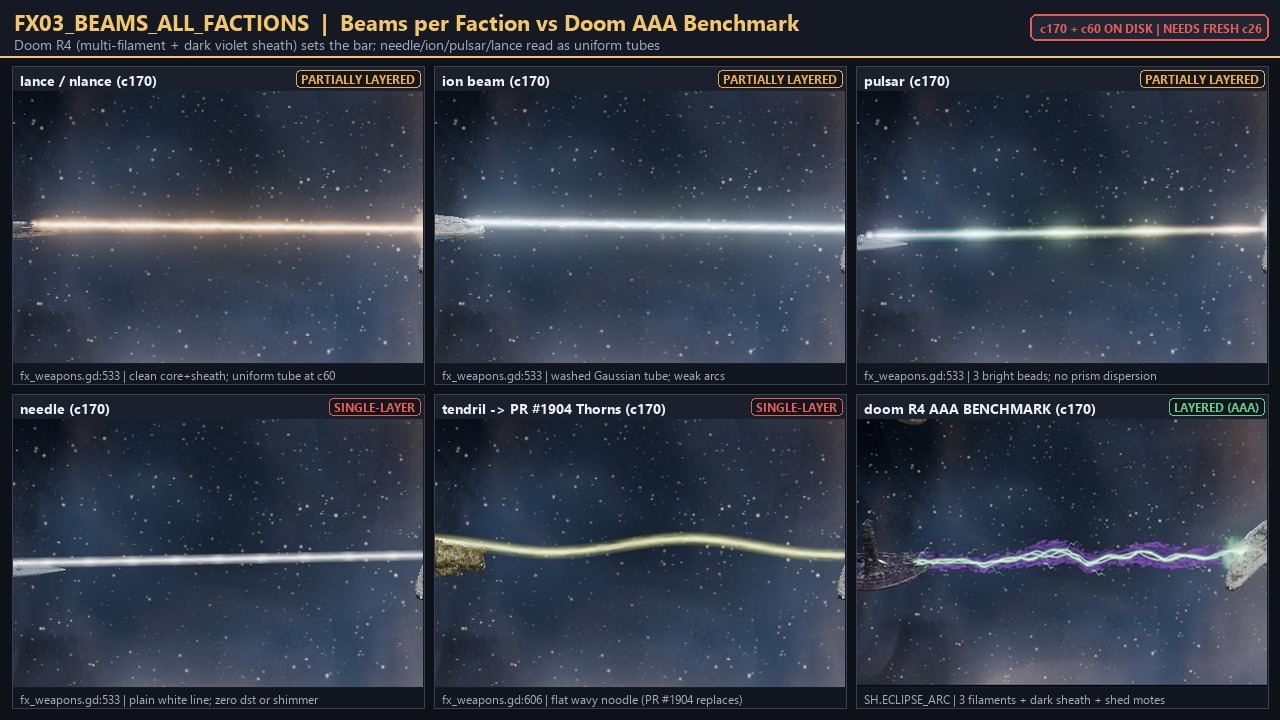 FX03_BEAMS_ALL_FACTIONS | Beams per Faction vs Doom AAA Benchmark
Doom R4 (multi-filament + dark violet sheath) sets the bar; needle/ion/pulsar/lance read as uniform tubes
c170 + c60 ON DISK | NEEDS FRESH c26
lance / nlance (c170)
PARTIALLY LAYERED
fx_weapons.gd:533 | clean core+sheath; uniform tube at c60
ion beam (c170)
PARTIALLY LAYERED
fx_weapons.gd:533 | washed Gaussian tube; weak arcs
pulsar (c170)
PARTIALLY LAYERED
fx_weapons.gd:533 | 3 bright beads; no prism dispersion
needle (c170)
SINGLE-LAYER
fx_weapons.gd:533 | plain white line; zero dst or shimmer
tendril -> PR #1904 Thorns (c170)
SINGLE-LAYER
fx_weapons.gd:606 | flat wavy noodle (PR #1904 replaces)
doom R4 AAA BENCHMARK (c170)
LAYERED (AAA)
SH.ECLIPSE_ARC | 3 filaments + dark sheath + shed motes